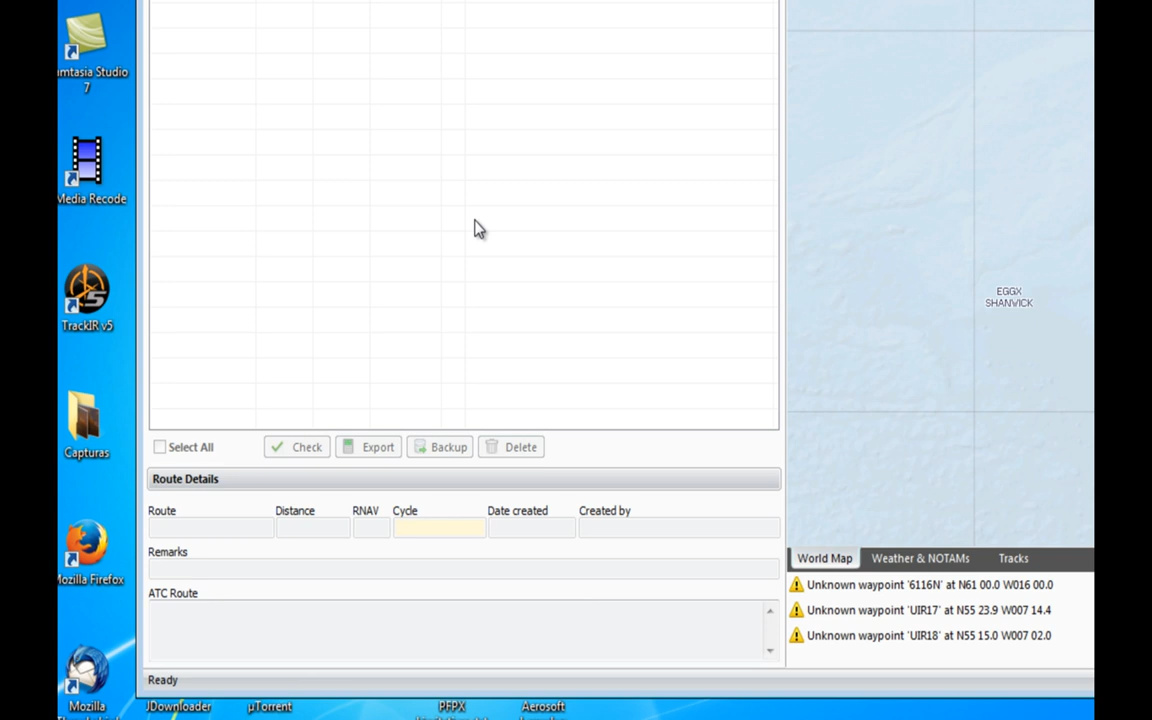 amtasia Studio
7
Media Recode
TrackIR v5
Capturas
Mozilla Firefox
Mozilla
JDownloader
µTorrent
PFPX
Aerosoft
Select All
Check
Export
Backup
Delete
Route Details
Route
Distance
RNAV
Cycle
Date created
Created by
Remarks
ATC Route
Ready
EGGX
SHANWICK
World Map
Weather & NOTAMs
Tracks
Unknown waypoint '6116N' at N61 00.0 W016 00.0
Unknown waypoint 'UIR17' at N55 23.9 W007 14.4
Unknown waypoint 'UIR18' at N55 15.0 W007 02.0